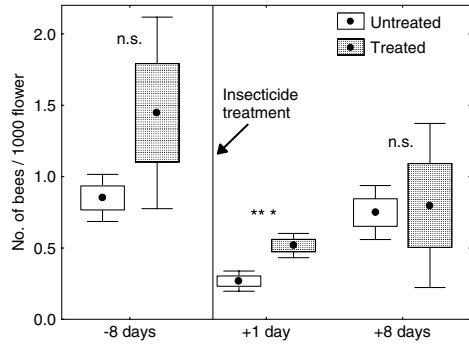 2.0
1.5
1.0
0.5
0.0
No. of bees / 1000 flower
n.s.
Untreated
Treated
Insecticide
treatment
** *
n.s.
-8 days
+1 day
+8 days